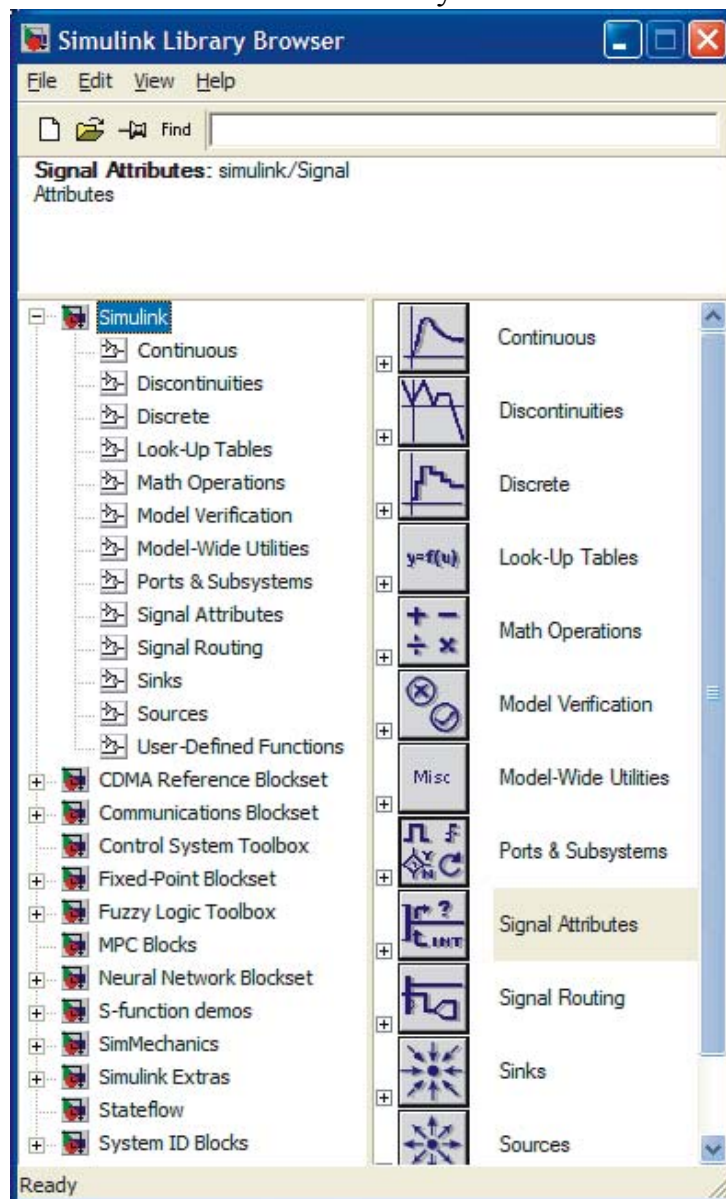 Simulink Library Browser
File Edit View Help
Find
Signal Attributes: simulink/Signal
Attributes
Simulink
Continuous
Discontinuities
Discrete
Look-Up Tables
Math Operations
Model Verification
Model-Wide Utilities
Ports & Subsystems
Signal Attributes
Signal Routing
Sinks
Sources
User-Defined Functions
CDMA Reference Blockset
Communications Blockset
Control System Toolbox
Fixed-Point Blockset
Fuzzy Logic Toolbox
MPC Blocks
Neural Network Blockset
S-function demos
SimMechanics
Simulink Extras
Stateflow
System ID Blocks
Continuous
Discontinuities
Discrete
y=f(u)
Look-Up Tables
+ −
÷ ×
Math Operations
Model Verification
Misc
Model-Wide Utilities
Y
N
Ports & Subsystems
?
INT
Signal Attributes
Signal Routing
Sinks
Sources
Ready